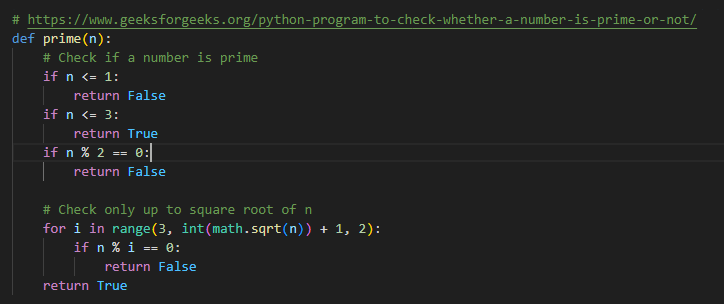 # https://www.geeksforgeeks.org/python-program-to-check-whether-a-number-is-prime-or-not/
def prime(n):
    # Check if a number is prime
    if n <= 1:
        return False
    if n <= 3:
        return True
    if n % 2 == 0:
        return False

    # Check only up to square root of n
    for i in range(3, int(math.sqrt(n)) + 1, 2):
        if n % i == 0:
            return False
    return True